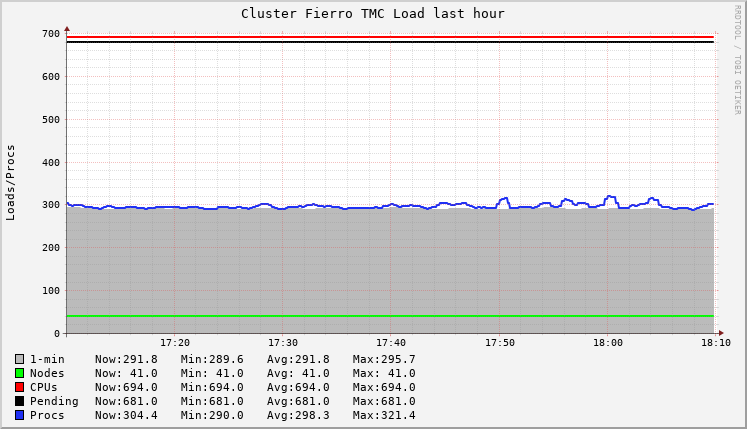 Cluster Fierro TMC Load last hour
RRDTOOL / TOBI OETIKER
Loads/Procs
700
600
500
400
300
200
100
0
17:20 17:30 17:40 17:50 18:00 18:10
1-min Now:291.8 Min:289.6 Avg:291.8 Max:295.7
Nodes Now: 41.0 Min: 41.0 Avg: 41.0 Max: 41.0
CPUs Now:694.0 Min:694.0 Avg:694.0 Max:694.0
Pending Now:681.0 Min:681.0 Avg:681.0 Max:681.0
Procs Now:304.4 Min:290.0 Avg:298.3 Max:321.4